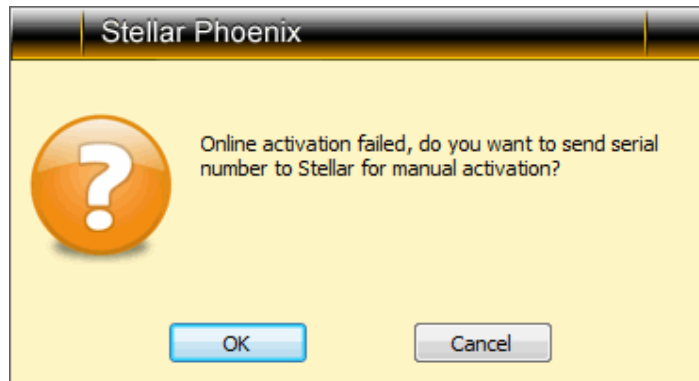 Stellar Phoenix
Online activation failed, do you want to send serial
number to Stellar for manual activation?
OK
Cancel